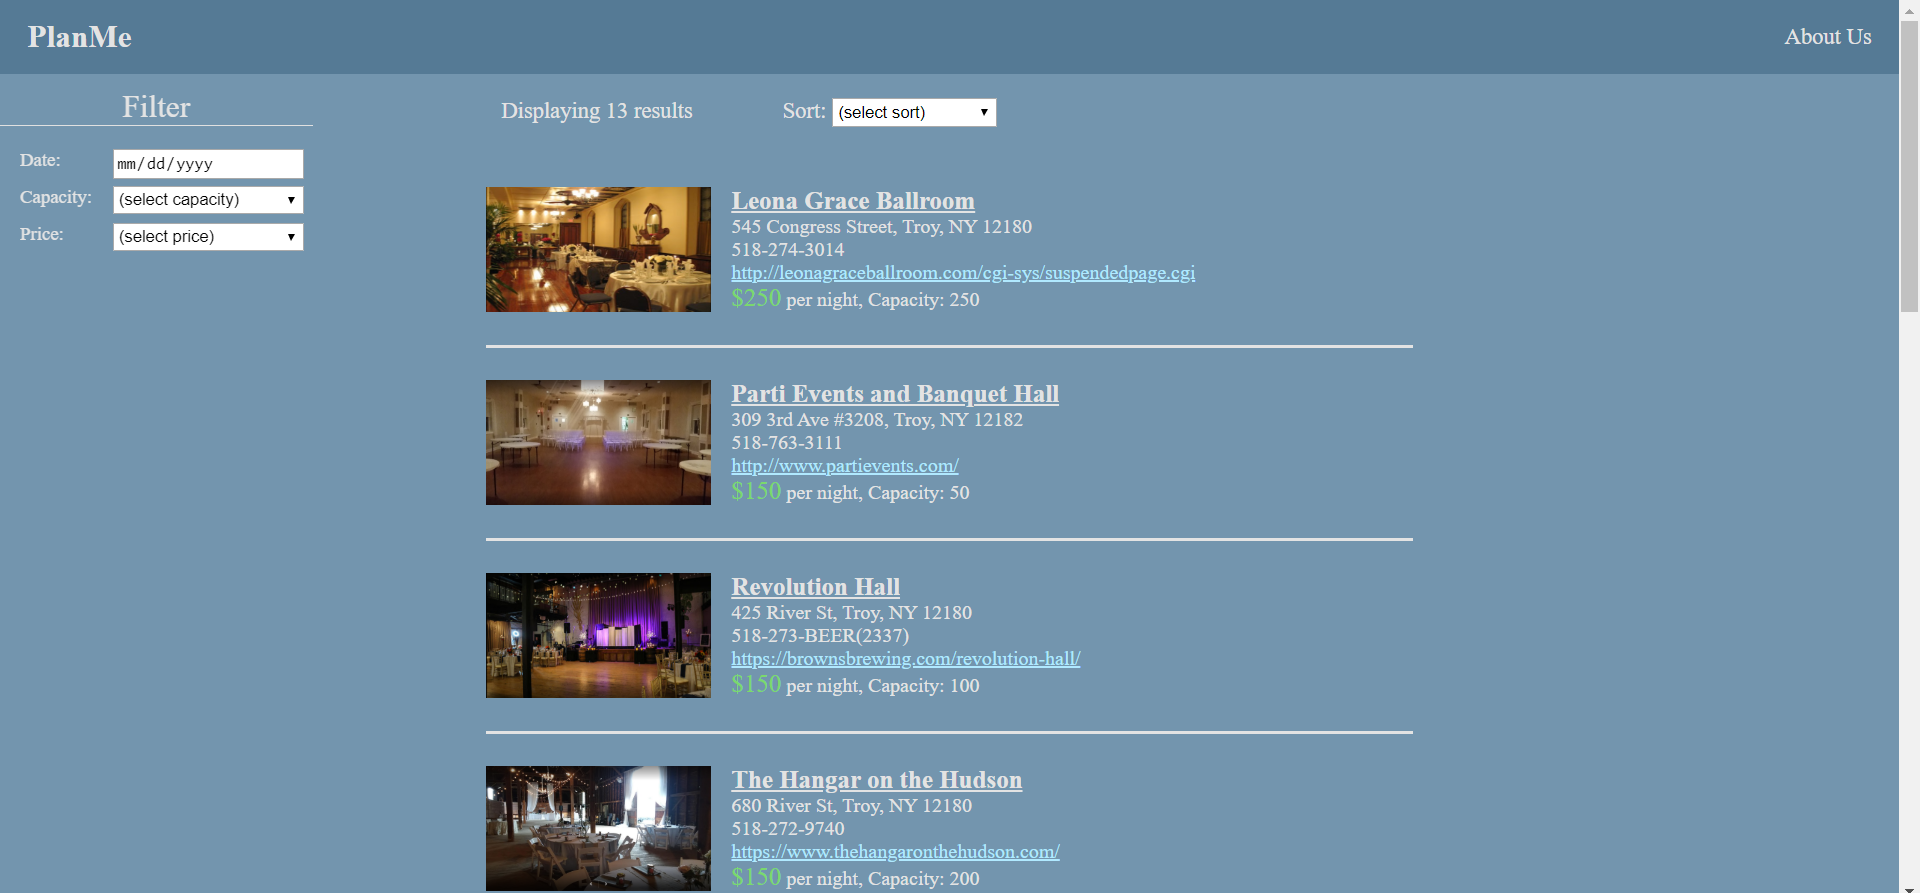 PlanMe
About Us
Filter
Date:
mm/dd/yyyy
Capacity:
(select capacity)
Price:
(select price)
Displaying 13 results
Sort: (select sort)
Leona Grace Ballroom
545 Congress Street, Troy, NY 12180
518-274-3014
http://leonagraceballroom.com/cgi-sys/suspendedpage.cgi
$250 per night, Capacity: 250
Parti Events and Banquet Hall
309 3rd Ave #3208, Troy, NY 12182
518-763-3111
http://www.partievents.com/
$150 per night, Capacity: 50
Revolution Hall
425 River St, Troy, NY 12180
518-273-BEER(2337)
https://brownsbrewing.com/revolution-hall/
$150 per night, Capacity: 100
The Hangar on the Hudson
680 River St, Troy, NY 12180
518-272-9740
https://www.thehangaronthehudson.com/
$150 per night, Capacity: 200